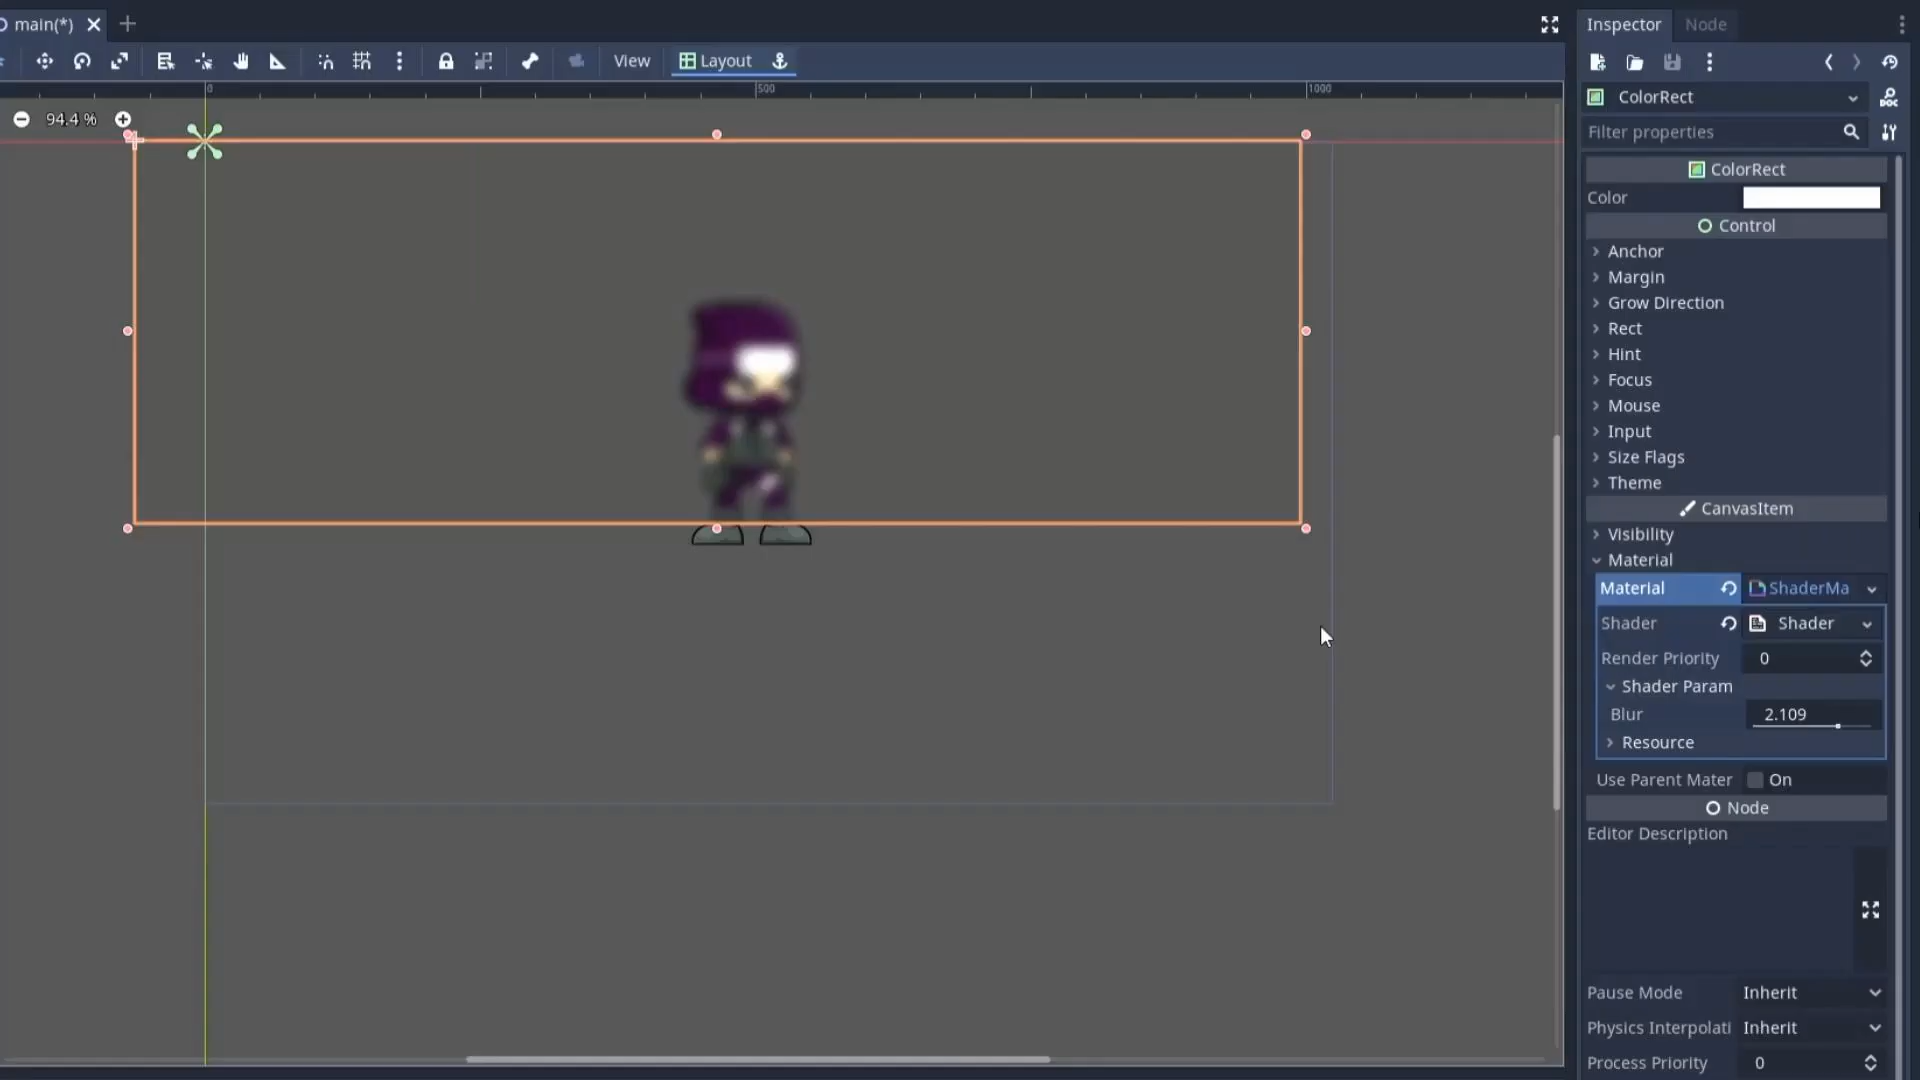 main(*)
Inspector Node
View Layout
0 500 1000
94.4 %
ColorRect
Filter properties
ColorRect
Color
Control
Anchor
Margin
Grow Direction
Rect
Hint
Focus
Mouse
Input
Size Flags
Theme
CanvasItem
Visibility
Material
Material ShaderMa
Shader Shader
Render Priority 0
Shader Param
Blur 2.109
Resource
Use Parent Mater On
Node
Editor Description
Pause Mode Inherit
Physics Interpolati Inherit
Process Priority 0